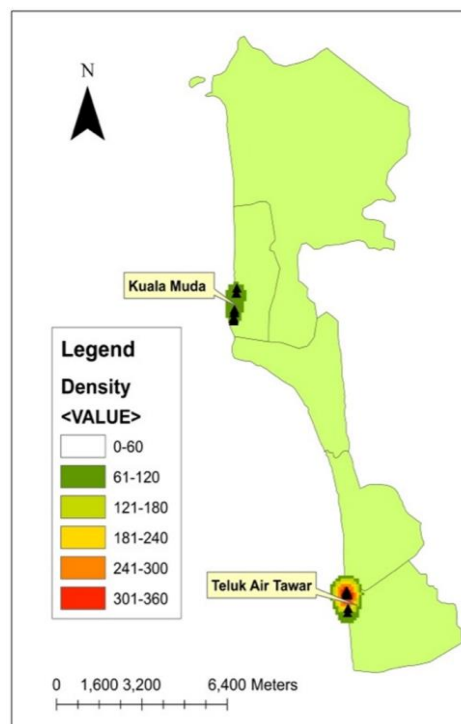 N
Kuala Muda
Legend
Density
<VALUE>
0-60
61-120
121-180
181-240
241-300
301-360
Teluk Air Tawar
0 1,600 3,200 6,400 Meters